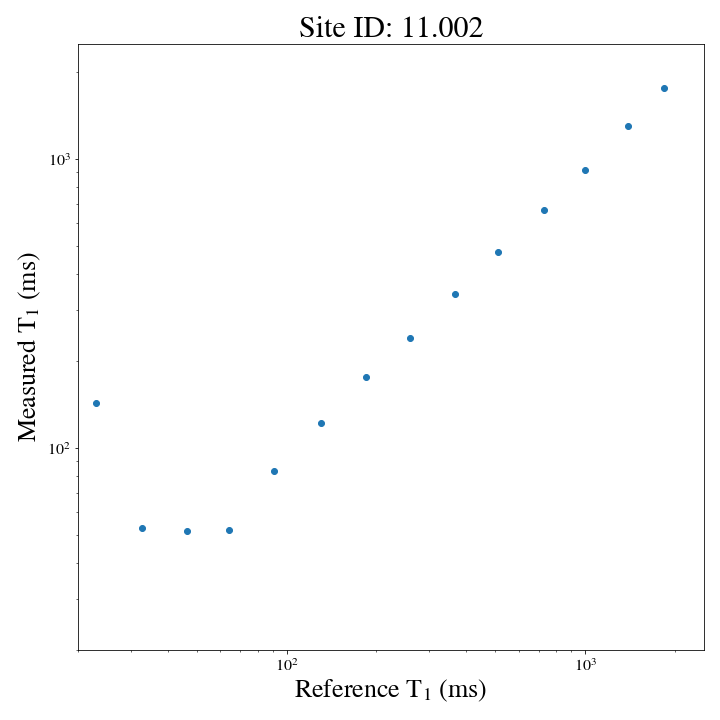 Site ID: 11.002
Measured T₁ (ms)
10³
10²
10² 10³
Reference T₁ (ms)